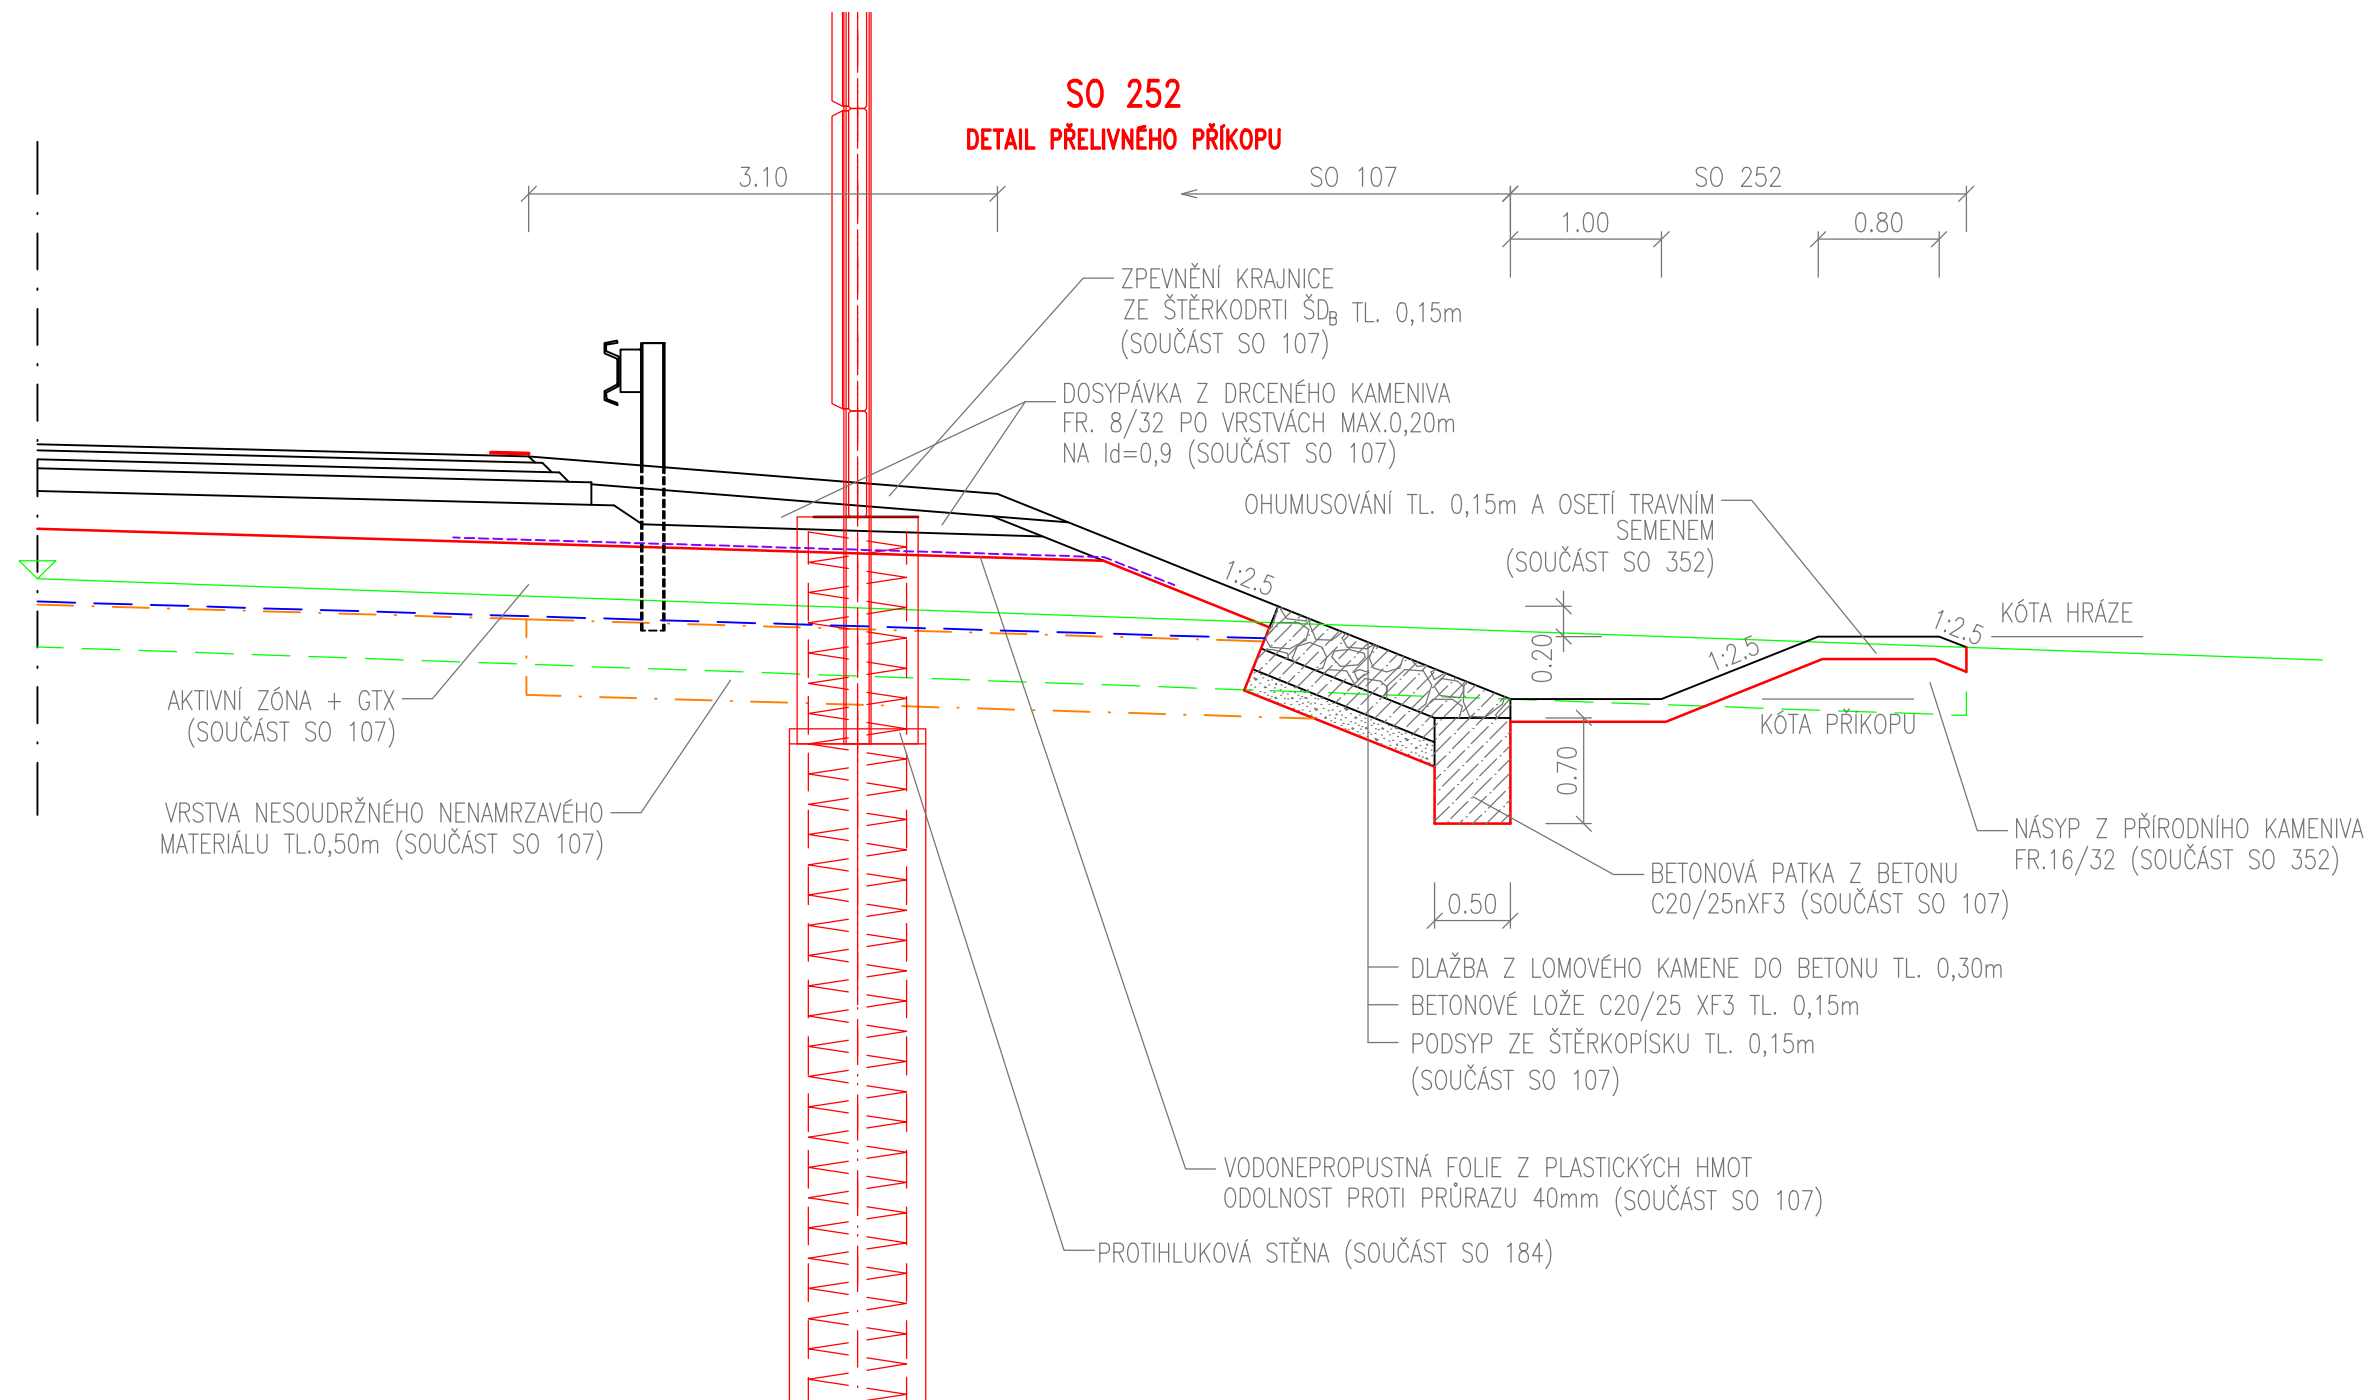 SO 252
DETAIL PŘELIVNÉHO PŘÍKOPU
3.10
SO 107
SO 252
1.00
0.80
ZPEVNĚNÍ KRAJNICE
ZE ŠTĚRKODRTI ŠDB TL. 0,15m
(SOUČÁST SO 107)
DOSYPÁVKA Z DRCENÉHO KAMENIVA
FR. 8/32 PO VRSTVÁCH MAX.0,20m
NA Id=0,9 (SOUČÁST SO 107)
OHUMUSOVÁNÍ TL. 0,15m A OSETÍ TRAVNÍM
SEMENEM
(SOUČÁST SO 352)
1:2.5
0.20
1:2.5
1:2.5
KÓTA HRÁZE
KÓTA PŘÍKOPU
0.70
AKTIVNÍ ZÓNA + GTX
(SOUČÁST SO 107)
VRSTVA NESOUDRŽNÉHO NENAMRZAVÉHO
MATERIÁLU TL.0,50m (SOUČÁST SO 107)
NÁSYP Z PŘÍRODNÍHO KAMENIVA
FR.16/32 (SOUČÁST SO 352)
BETONOVÁ PATKA Z BETONU
C20/25nXF3 (SOUČÁST SO 107)
0.50
DLAŽBA Z LOMOVÉHO KAMENE DO BETONU TL. 0,30m
BETONOVÉ LOŽE C20/25 XF3 TL. 0,15m
PODSYP ZE ŠTĚRKOPÍSKU TL. 0,15m
(SOUČÁST SO 107)
VODONEPROPUSTNÁ FOLIE Z PLASTICKÝCH HMOT
ODOLNOST PROTI PRŮRAZU 40mm (SOUČÁST SO 107)
PROTIHLUKOVÁ STĚNA (SOUČÁST SO 184)